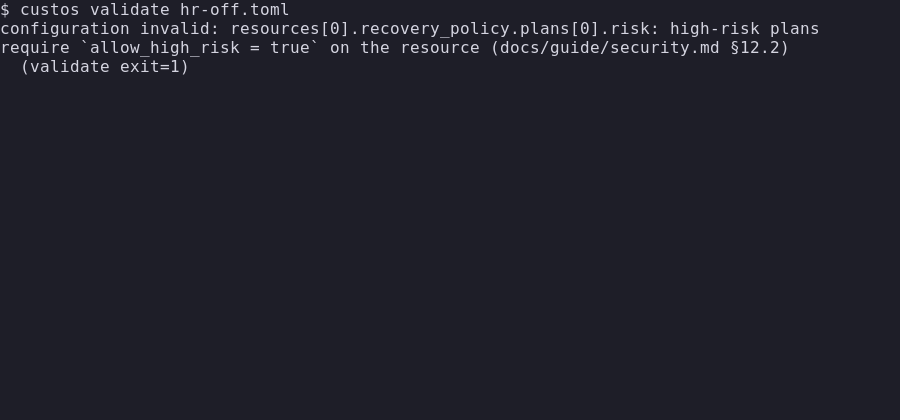 $ custos validate hr-off.toml
configuration invalid: resources[0].recovery_policy.plans[0].risk: high-risk plans
require `allow_high_risk = true` on the resource (docs/guide/security.md §12.2)
  (validate exit=1)